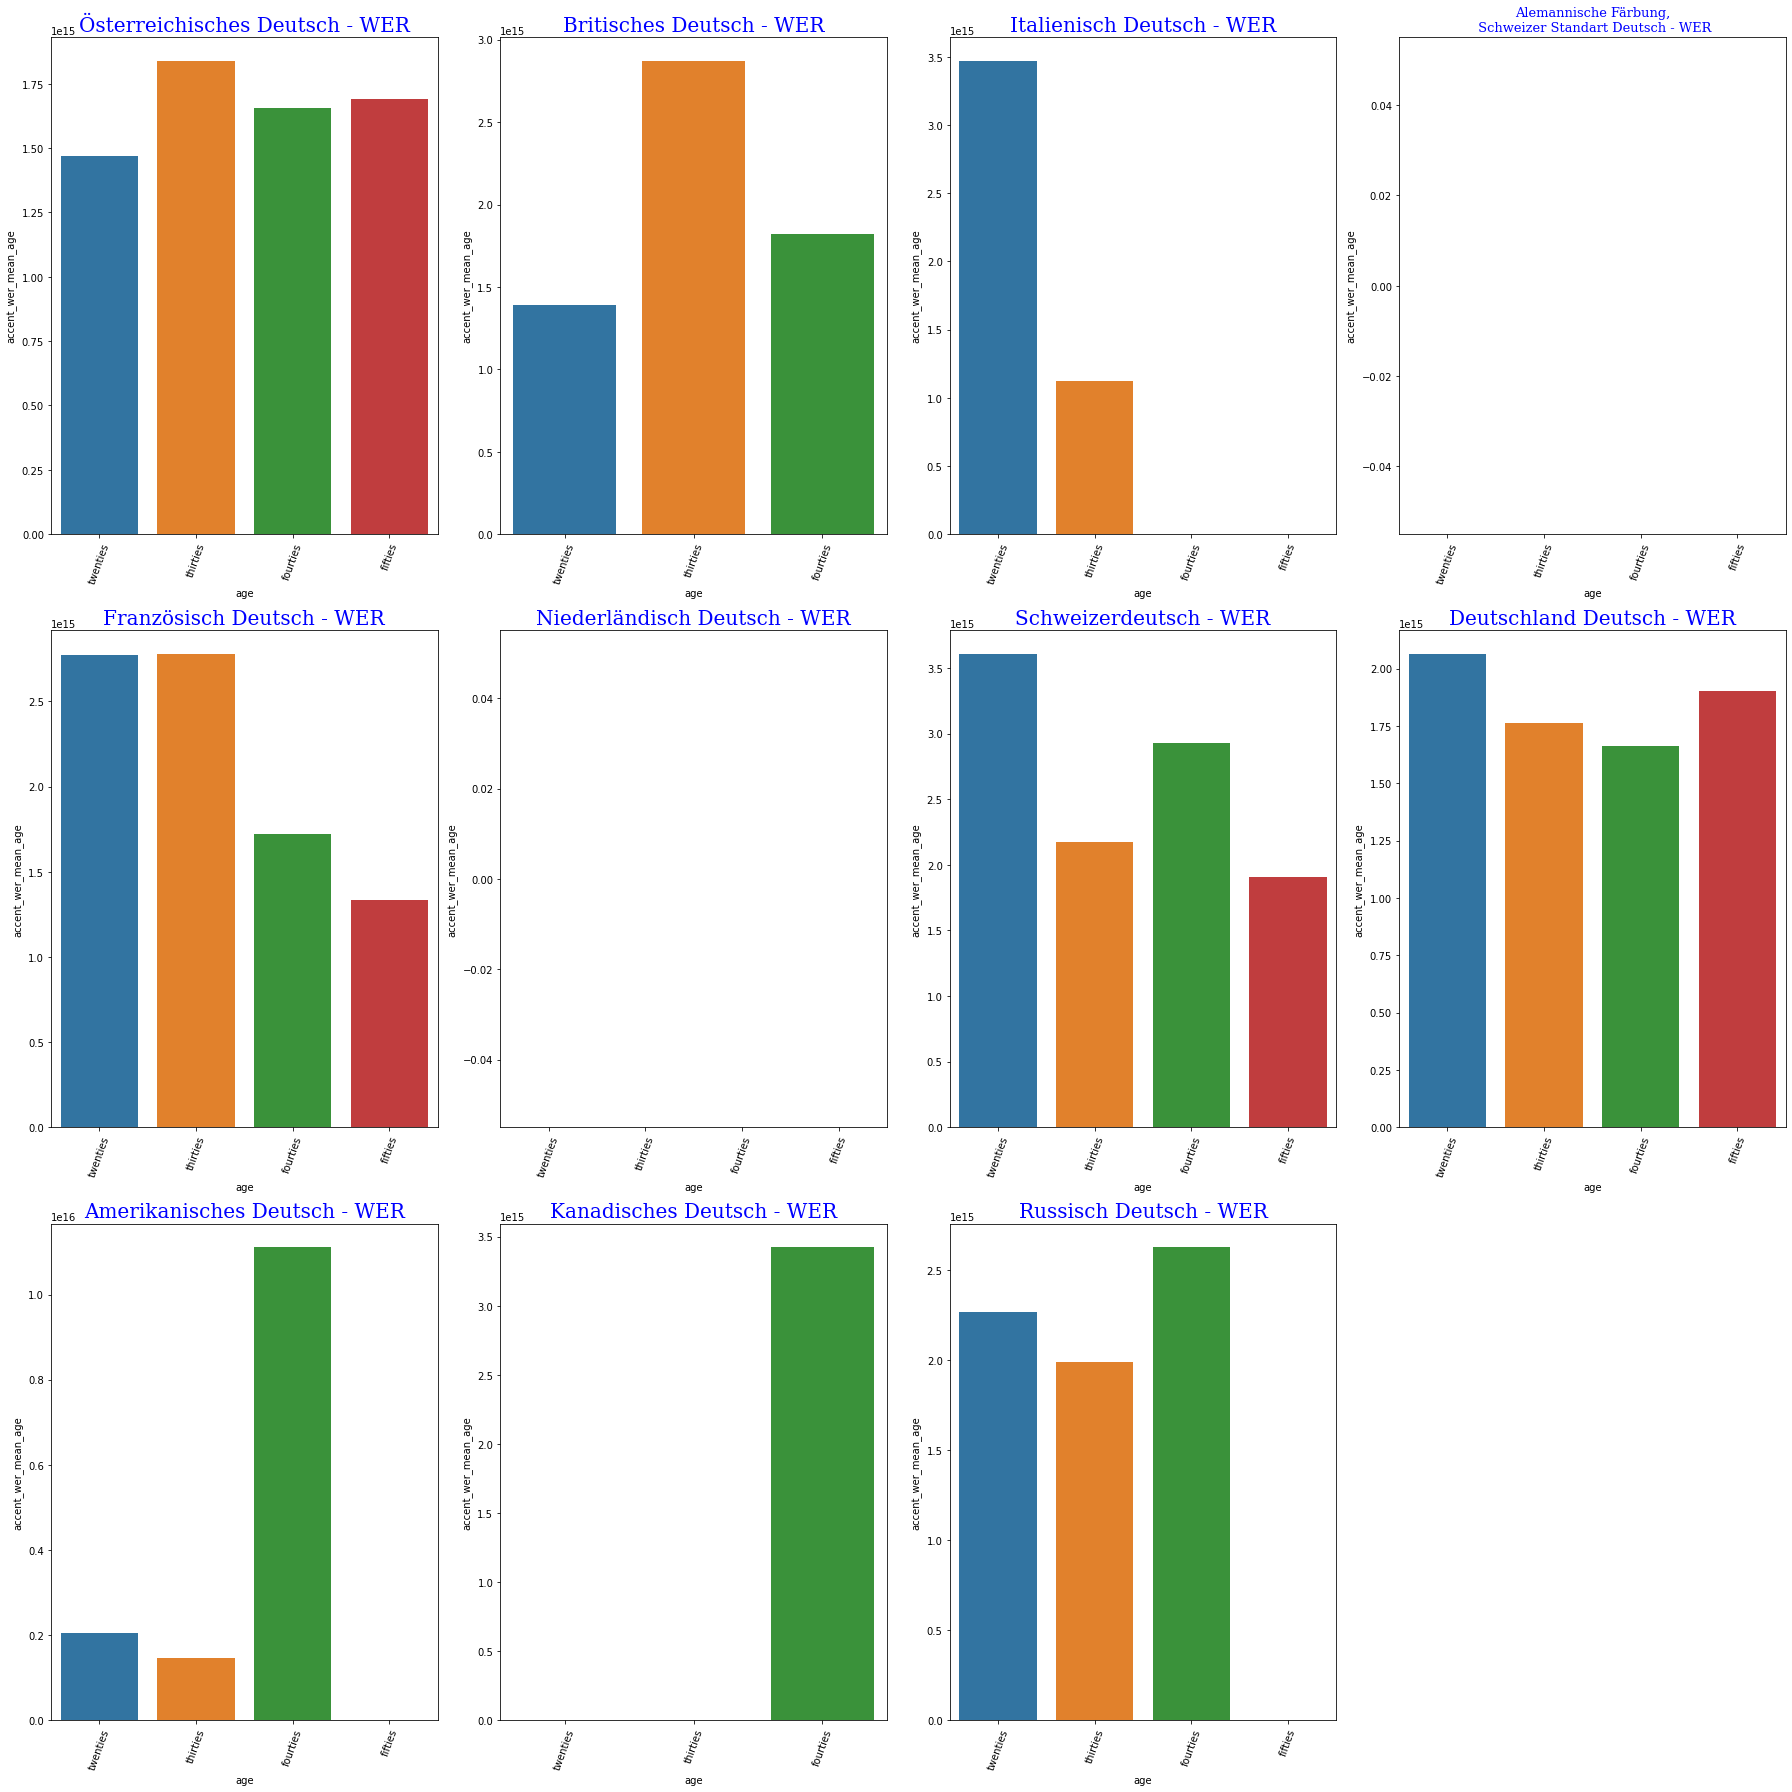 Österreichisches Deutsch - WER
1e15
accent_wer_mean_age
1.75
1.50
1.25
1.00
0.75
0.50
0.25
0.00
twenties
thirties
fourties
fifties
age
Britisches Deutsch - WER
1e15
accent_wer_mean_age
3.0
2.5
2.0
1.5
1.0
0.5
0.0
twenties
thirties
fourties
age
Italienisch Deutsch - WER
1e15
accent_wer_mean_age
3.5
3.0
2.5
2.0
1.5
1.0
0.5
0.0
twenties
thirties
fourties
fifties
age
Alemannische Färbung,
Schweizer Standart Deutsch - WER
accent_wer_mean_age
0.04
0.02
0.00
−0.02
−0.04
twenties
thirties
fourties
fifties
age
Französisch Deutsch - WER
1e15
accent_wer_mean_age
2.5
2.0
1.5
1.0
0.5
0.0
twenties
thirties
fourties
fifties
age
Niederländisch Deutsch - WER
accent_wer_mean_age
0.04
0.02
0.00
−0.02
−0.04
twenties
thirties
fourties
fifties
age
Schweizerdeutsch - WER
1e15
accent_wer_mean_age
3.5
3.0
2.5
2.0
1.5
1.0
0.5
0.0
twenties
thirties
fourties
fifties
age
Deutschland Deutsch - WER
1e15
accent_wer_mean_age
2.00
1.75
1.50
1.25
1.00
0.75
0.50
0.25
0.00
twenties
thirties
fourties
fifties
age
Amerikanisches Deutsch - WER
1e16
accent_wer_mean_age
1.0
0.8
0.6
0.4
0.2
0.0
twenties
thirties
fourties
fifties
age
Kanadisches Deutsch - WER
1e15
accent_wer_mean_age
3.5
3.0
2.5
2.0
1.5
1.0
0.5
0.0
twenties
thirties
fourties
age
Russisch Deutsch - WER
1e15
accent_wer_mean_age
2.5
2.0
1.5
1.0
0.5
0.0
twenties
thirties
fourties
fifties
age